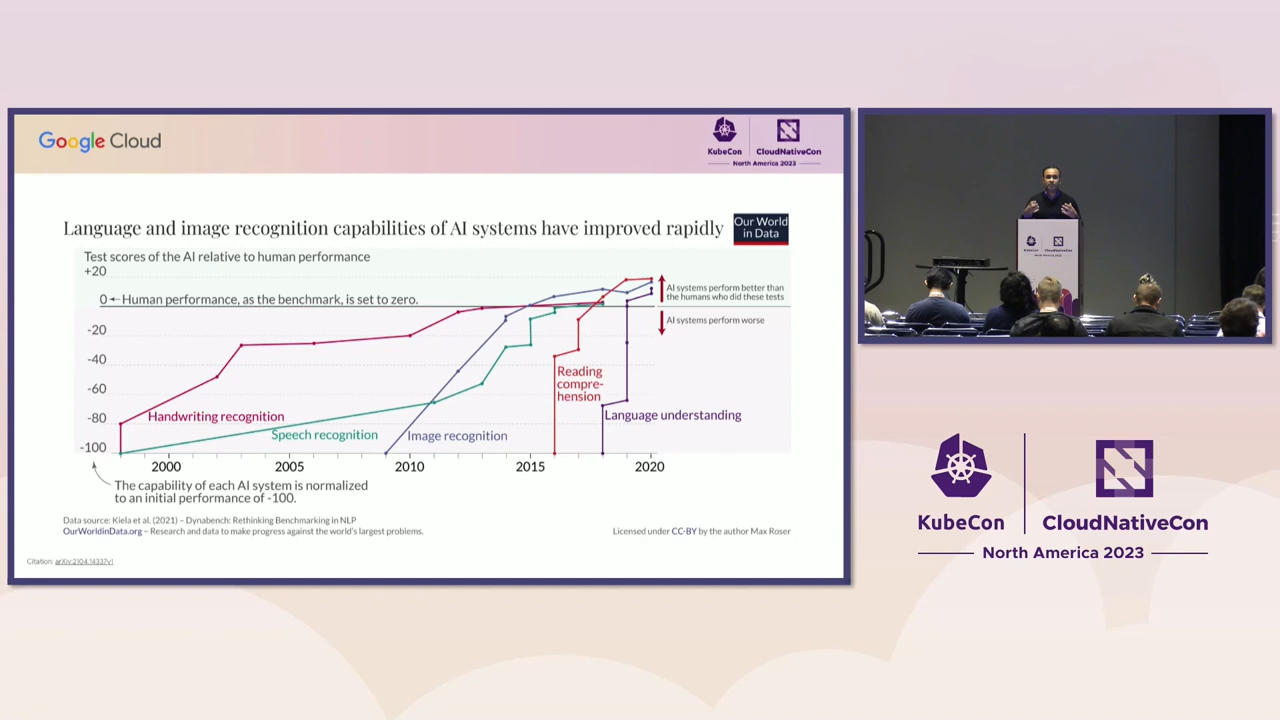 Google Cloud
KubeCon
CloudNativeCon
North America 2023
Language and image recognition capabilities of AI systems have improved rapidly
Our World
in Data
Test scores of the AI relative to human performance
+20
0
Human performance, as the benchmark, is set to zero.
AI systems perform better than
the humans who did these tests
AI systems perform worse
-20
-40
-60
-80
-100
Handwriting recognition
Speech recognition
Image recognition
Reading
compre-
hension
Language understanding
2000
2005
2010
2015
2020
The capability of each AI system is normalized
to an initial performance of -100.
Data source: Kiela et al. (2021) – Dynabench: Rethinking Benchmarking in NLP
OurWorldinData.org – Research and data to make progress against the world's largest problems.
Licensed under CC-BY by the author Max Roser
Citation: arXiv:2104.14337v1
KubeCon
CloudNativeCon
North America 2023